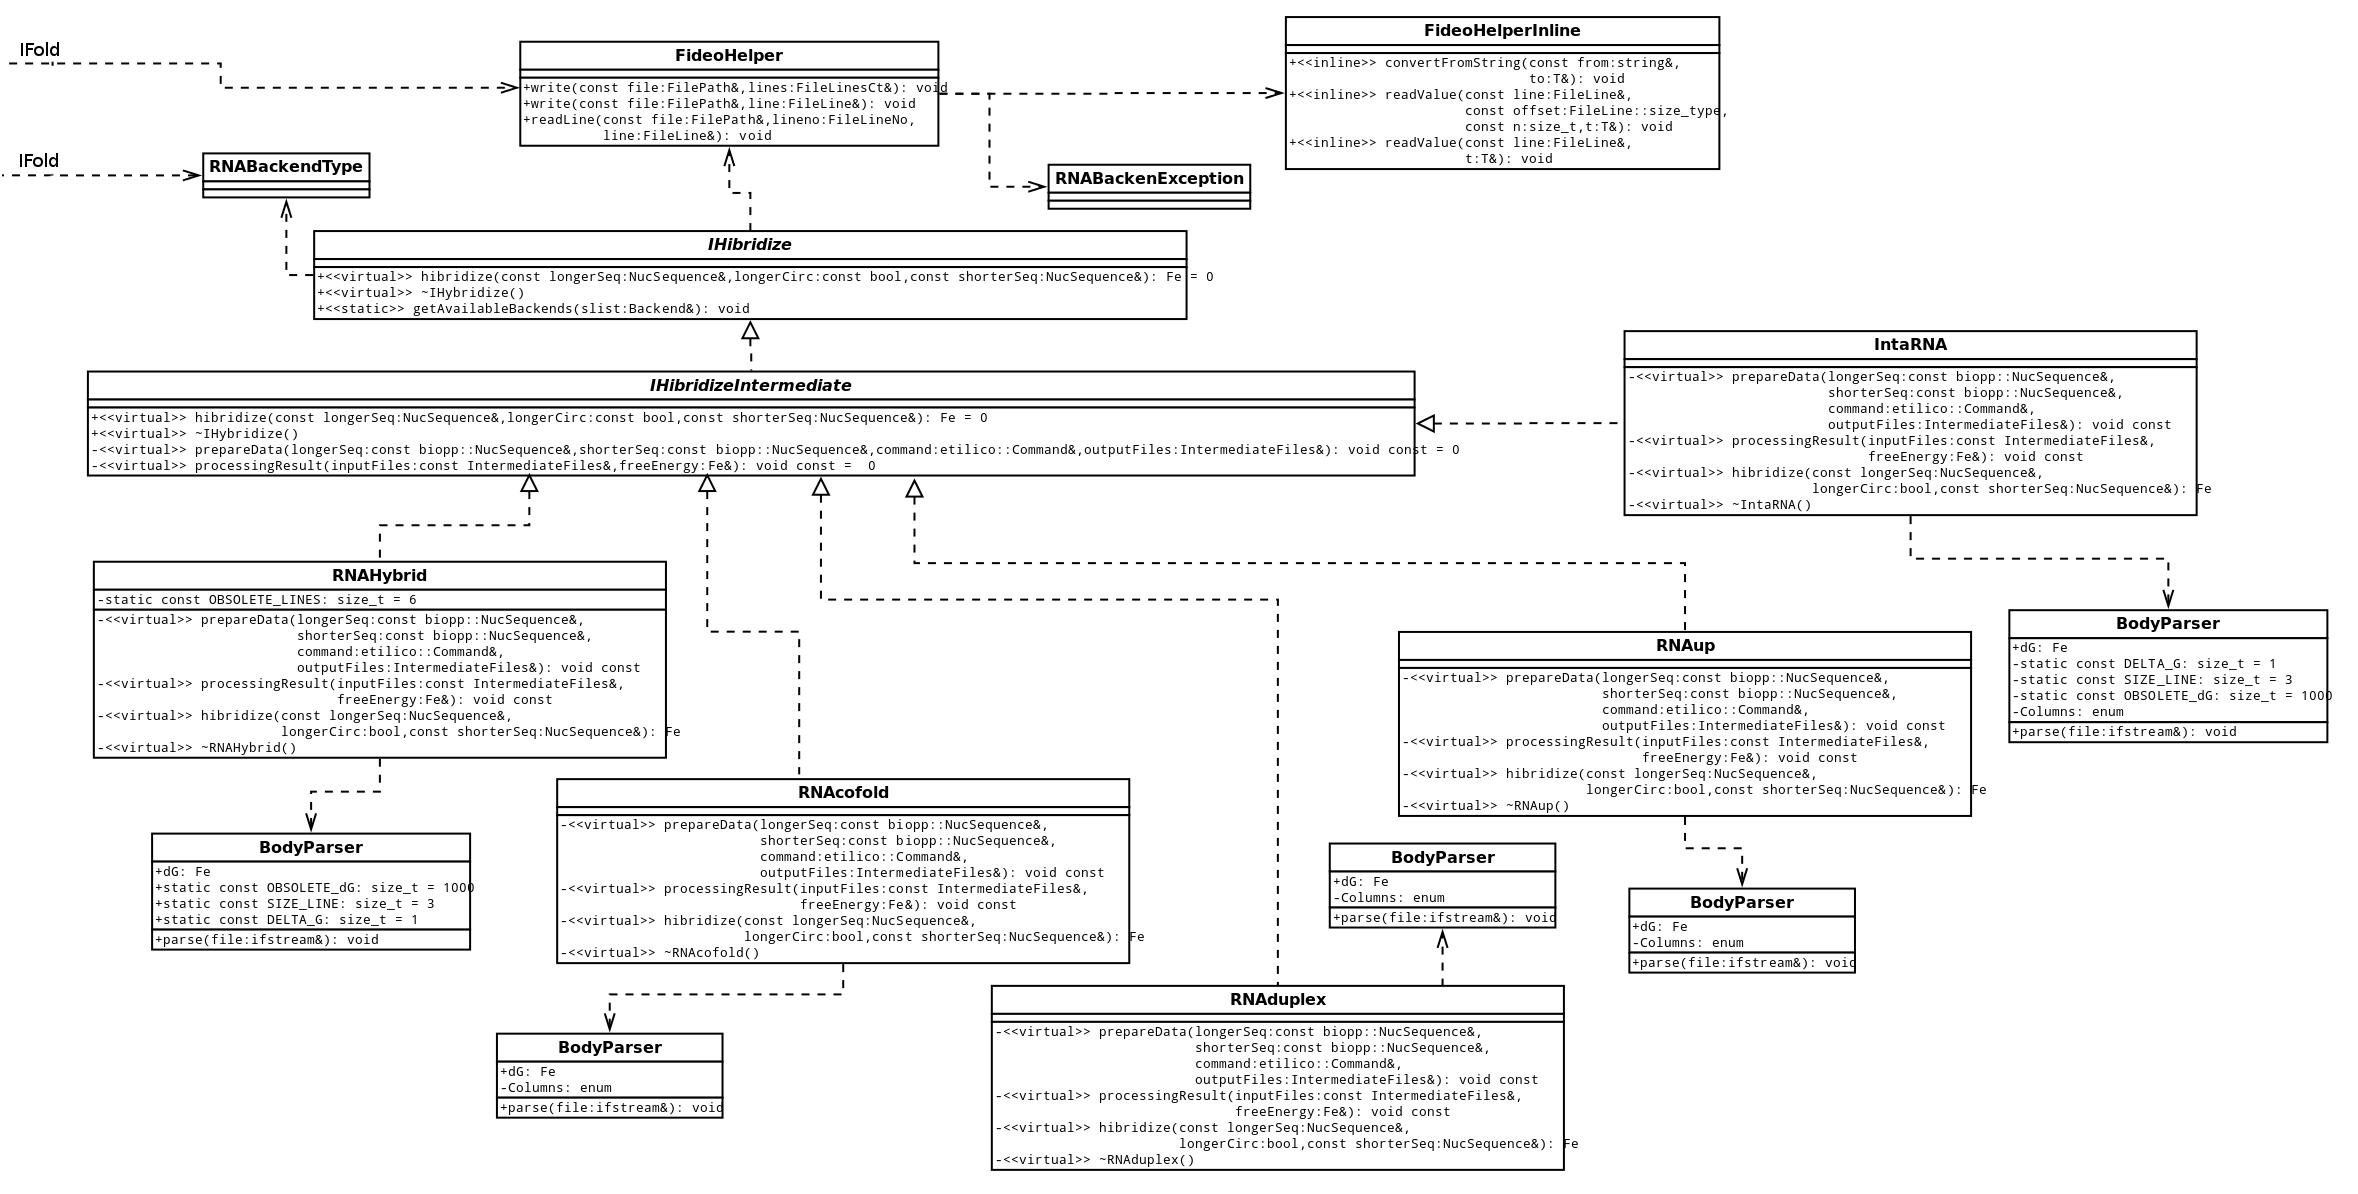 IFold
FideoHelper
+write(const file:FilePath&,lines:FileLinesCt&): void
+write(const file:FilePath&,line:FileLine&): void
+readLine(const file:FilePath&,lineno:FileLineNo,
line:FileLine&): void
FideoHelperInline
+<<inline>> convertFromString(const from:string&,
to:T&): void
+<<inline>> readValue(const line:FileLine&,
const offset:FileLine::size_type,
const n:size_t,t:T&): void
+<<inline>> readValue(const line:FileLine&,
t:T&): void
IFold
RNABackendType
RNABackenException
IHibridize
+<<virtual>> hibridize(const longerSeq:NucSequence&,longerCirc:const bool,const shorterSeq:NucSequence&): Fe = 0
+<<virtual>> ~IHybridize()
+<<static>> getAvailableBackends(slist:Backend&): void
IHibridizeIntermediate
+<<virtual>> hibridize(const longerSeq:NucSequence&,longerCirc:const bool,const shorterSeq:NucSequence&): Fe = 0
+<<virtual>> ~IHybridize()
-<<virtual>> prepareData(longerSeq:const biopp::NucSequence&,shorterSeq:const biopp::NucSequence&,command:etilico::Command&,outputFiles:IntermediateFiles&): void const = 0
-<<virtual>> processingResult(inputFiles:const IntermediateFiles&,freeEnergy:Fe&): void const =  0
IntaRNA
-<<virtual>> prepareData(longerSeq:const biopp::NucSequence&,
shorterSeq:const biopp::NucSequence&,
command:etilico::Command&,
outputFiles:IntermediateFiles&): void const
-<<virtual>> processingResult(inputFiles:const IntermediateFiles&,
freeEnergy:Fe&): void const
-<<virtual>> hibridize(const longerSeq:NucSequence&,
longerCirc:bool,const shorterSeq:NucSequence&): Fe
-<<virtual>> ~IntaRNA()
RNAHybrid
-static const OBSOLETE_LINES: size_t = 6
-<<virtual>> prepareData(longerSeq:const biopp::NucSequence&,
shorterSeq:const biopp::NucSequence&,
command:etilico::Command&,
outputFiles:IntermediateFiles&): void const
-<<virtual>> processingResult(inputFiles:const IntermediateFiles&,
freeEnergy:Fe&): void const
-<<virtual>> hibridize(const longerSeq:NucSequence&,
longerCirc:bool,const shorterSeq:NucSequence&): Fe
-<<virtual>> ~RNAHybrid()
BodyParser
+dG: Fe
-static const DELTA_G: size_t = 1
-static const SIZE_LINE: size_t = 3
-static const OBSOLETE_dG: size_t = 1000
-Columns: enum
+parse(file:ifstream&): void
RNAup
-<<virtual>> prepareData(longerSeq:const biopp::NucSequence&,
shorterSeq:const biopp::NucSequence&,
command:etilico::Command&,
outputFiles:IntermediateFiles&): void const
-<<virtual>> processingResult(inputFiles:const IntermediateFiles&,
freeEnergy:Fe&): void const
-<<virtual>> hibridize(const longerSeq:NucSequence&,
longerCirc:bool,const shorterSeq:NucSequence&): Fe
-<<virtual>> ~RNAup()
BodyParser
+dG: Fe
+static const OBSOLETE_dG: size_t = 1000
+static const SIZE_LINE: size_t = 3
+static const DELTA_G: size_t = 1
+parse(file:ifstream&): void
RNAcofold
-<<virtual>> prepareData(longerSeq:const biopp::NucSequence&,
shorterSeq:const biopp::NucSequence&,
command:etilico::Command&,
outputFiles:IntermediateFiles&): void const
-<<virtual>> processingResult(inputFiles:const IntermediateFiles&,
freeEnergy:Fe&): void const
-<<virtual>> hibridize(const longerSeq:NucSequence&,
longerCirc:bool,const shorterSeq:NucSequence&): Fe
-<<virtual>> ~RNAcofold()
BodyParser
+dG: Fe
-Columns: enum
+parse(file:ifstream&): void
BodyParser
+dG: Fe
-Columns: enum
+parse(file:ifstream&): void
BodyParser
+dG: Fe
-Columns: enum
+parse(file:ifstream&): void
RNAduplex
-<<virtual>> prepareData(longerSeq:const biopp::NucSequence&,
shorterSeq:const biopp::NucSequence&,
command:etilico::Command&,
outputFiles:IntermediateFiles&): void const
-<<virtual>> processingResult(inputFiles:const IntermediateFiles&,
freeEnergy:Fe&): void const
-<<virtual>> hibridize(const longerSeq:NucSequence&,
longerCirc:bool,const shorterSeq:NucSequence&): Fe
-<<virtual>> ~RNAduplex()